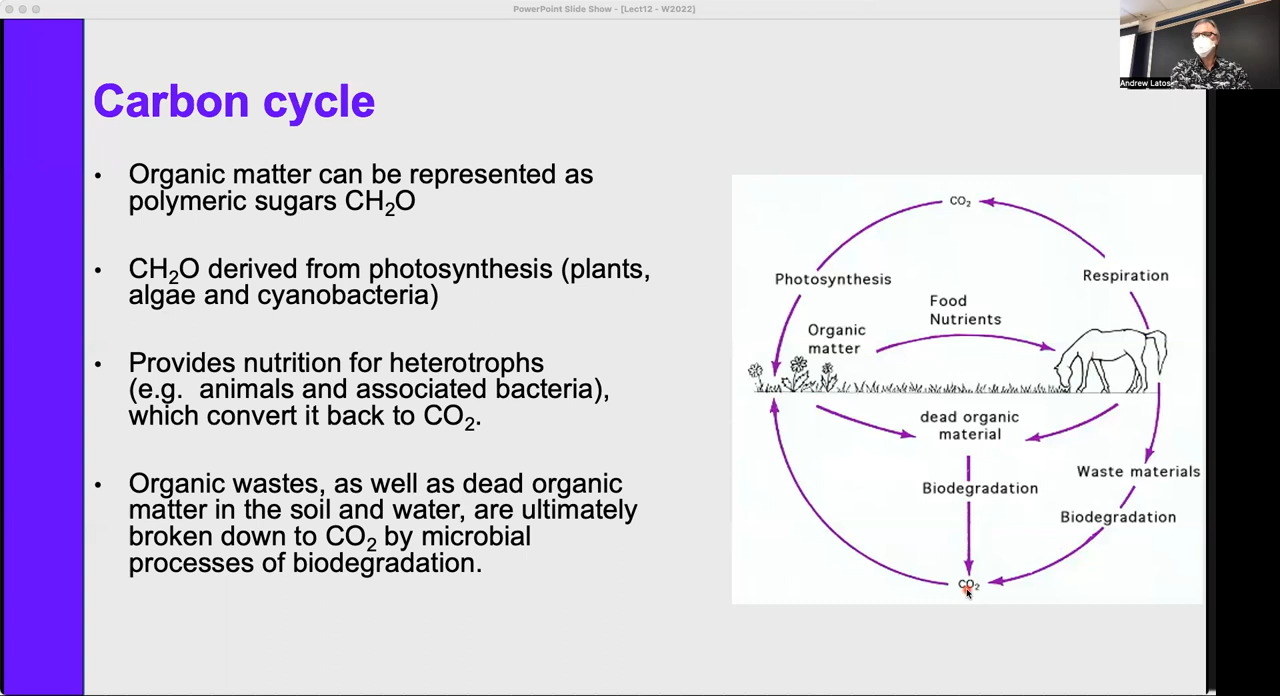 PowerPoint Slide Show - [Lect12 - W2022]
Andrew Latos
Carbon cycle
• Organic matter can be represented as
polymeric sugars CH₂O
• CH₂O derived from photosynthesis (plants,
algae and cyanobacteria)
• Provides nutrition for heterotrophs
(e.g. animals and associated bacteria),
which convert it back to CO₂.
• Organic wastes, as well as dead organic
matter in the soil and water, are ultimately
broken down to CO₂ by microbial
processes of biodegradation.
CO₂
Photosynthesis
Respiration
Food
Nutrients
Organic
matter
dead organic
material
Waste materials
Biodegradation
Biodegradation
CO₂